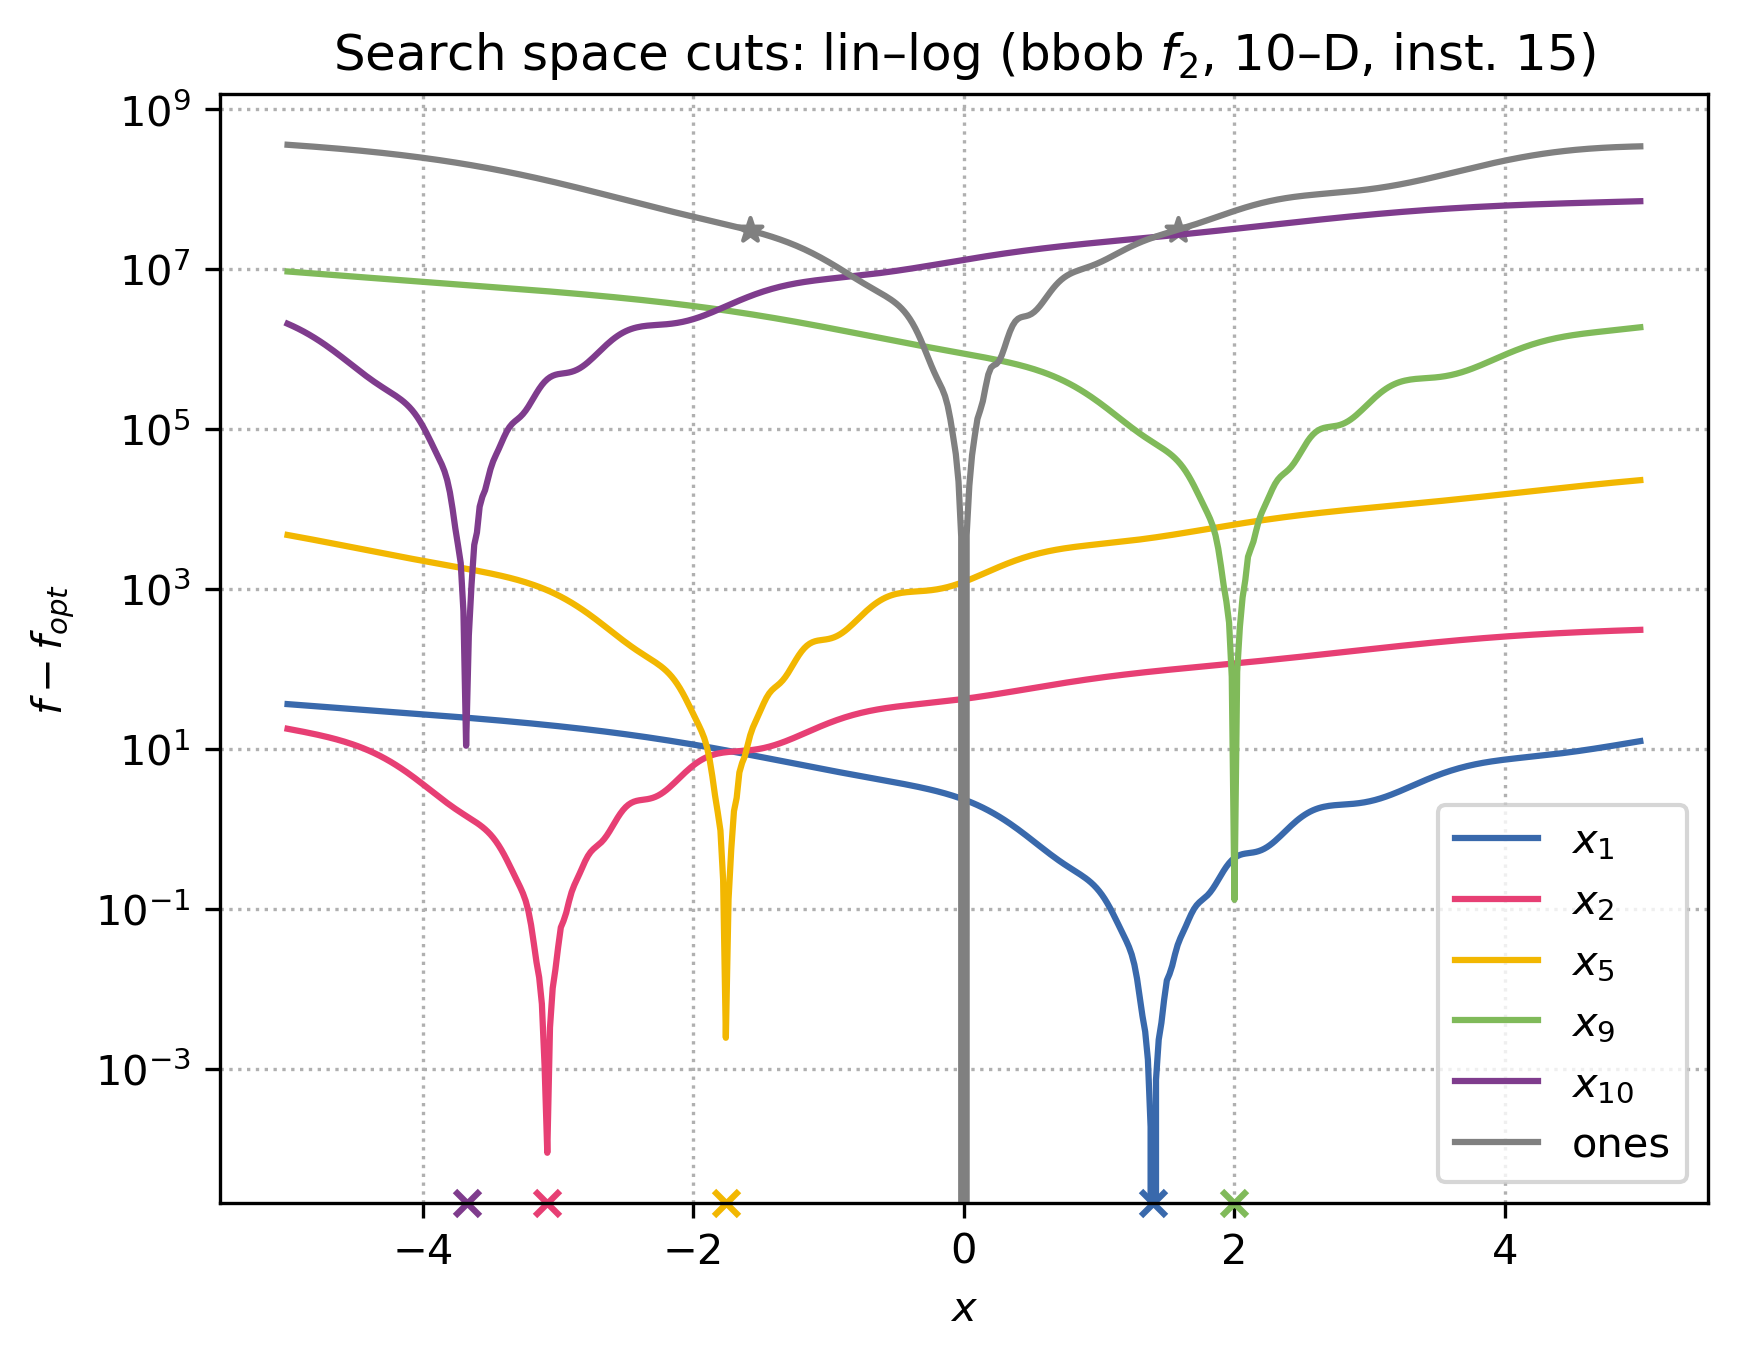 Search space cuts: lin–log (bbob f₂, 10–D, inst. 15)
10⁹
10⁷
10⁵
10³
10¹
10⁻¹
10⁻³
f − f_opt
−4
−2
0
2
4
x
x₁
x₂
x₅
x₉
x₁₀
ones